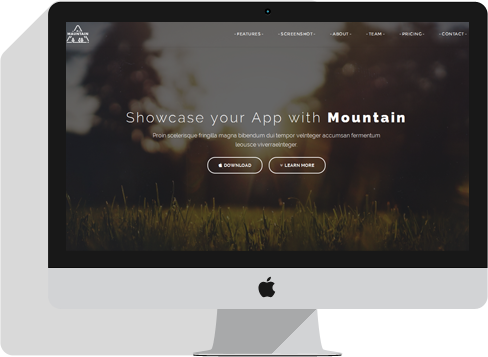 MOUNTAIN
- FEATURES - - SCREENSHOT - - ABOUT - - TEAM - - PRICING - - CONTACT -
Showcase your App with Mountain
Proin scelerisque fringilla magna bibendum dui tempor velinteger accumsan fermentum
leousce viverraeInteger
DOWNLOAD LEARN MORE